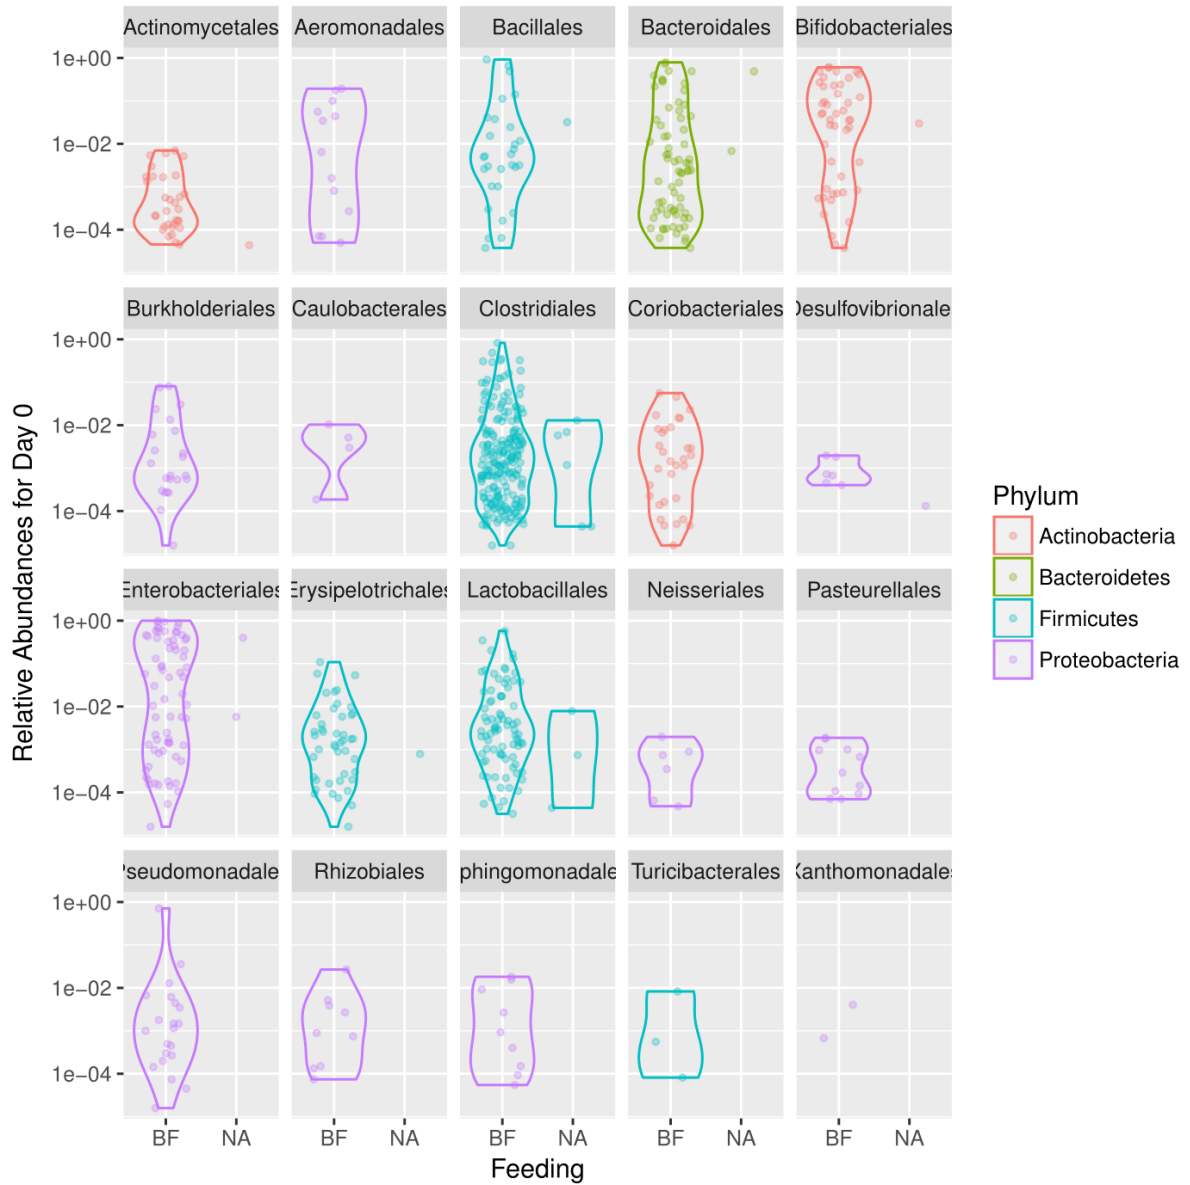 Actinomycetales Aeromonadales Bacillales Bacteroidales Bifidobacteriales
1e+00
1e-02
1e-04
Burkholderiales Caulobacterales Clostridiales Coriobacteriales Desulfovibrionale
1e+00
1e-02
1e-04
Enterobacteriales Erysipelotrichales Lactobacillales Neisseriales Pasteurellales
1e+00
1e-02
1e-04
Pseudomonadale Rhizobiales phingomonadale Turicibacterales Xanthomonadales
1e+00
1e-02
1e-04
BF NA BF NA BF NA BF NA BF NA
Feeding
Relative Abundances for Day 0
Phylum
Actinobacteria
Bacteroidetes
Firmicutes
Proteobacteria